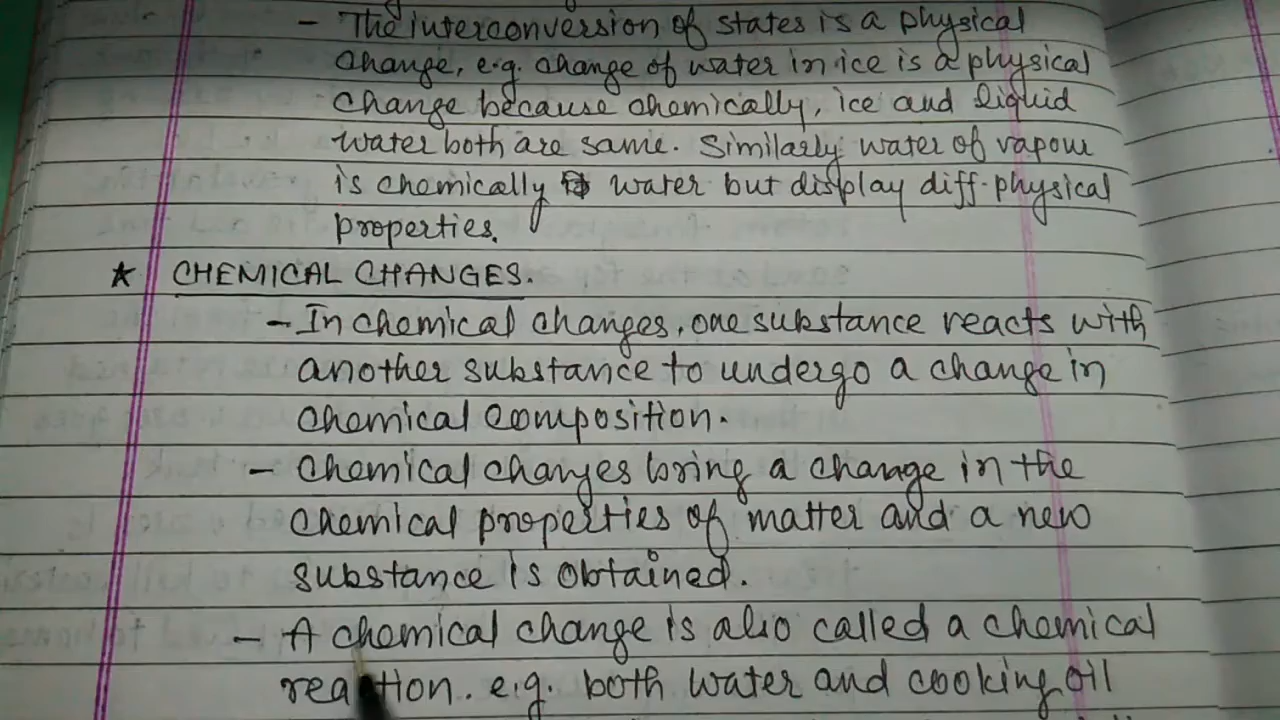 - The interconversion of states is a physical
change, e.g. change of water in ice is a physical
change because chemically, ice and liquid
water both are same. Similarly water of vapour
is chemically water but display diff. physical
properties.
★ CHEMICAL CHANGES.
- In chemical changes, one substance reacts with
another substance to undergo a change in
chemical composition.
- Chemical changes bring a change in the
chemical properties of matter and a new
substance is obtained.
- A chemical change is also called a chemical
reaction. e.g. both water and cooking oil